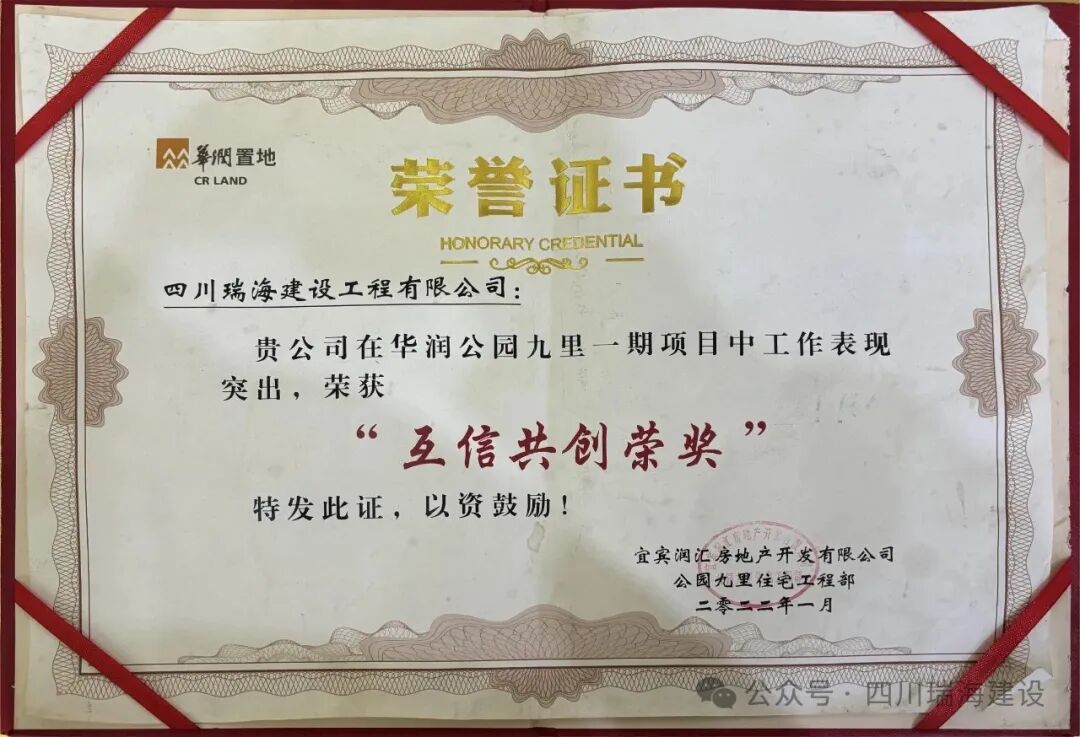 华润置地
CR LAND
荣誉证书
HONORARY CREDENTIAL
四川瑞海建设工程有限公司：
贵公司在华润公园九里一期项目中工作表现
突出，荣获
“互信共创荣奖”
特发此证，以资鼓励！
宜宾润汇房地产开发有限公司
公园九里住宅工程部
二零二二年一月
公众号·四川瑞海建设